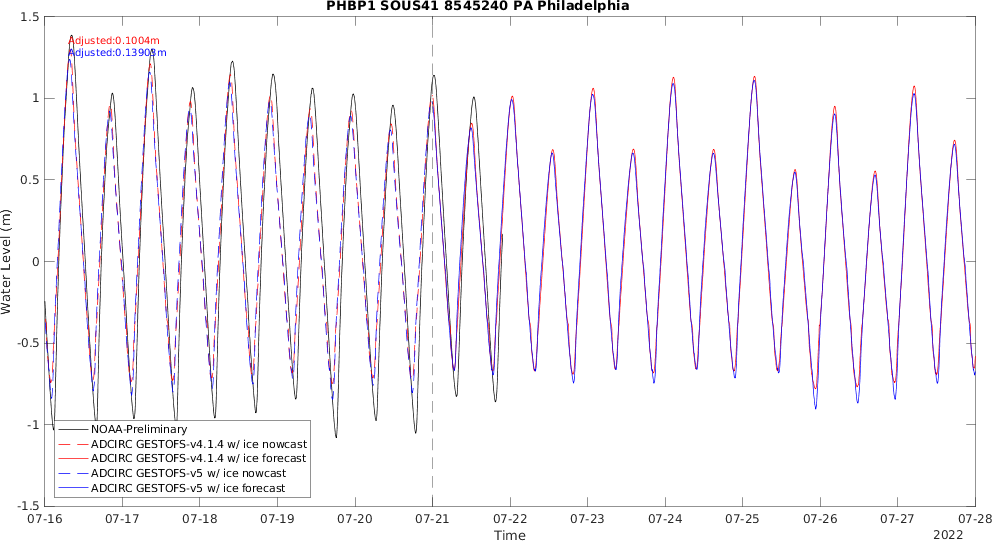 PHBP1 SOUS41 8545240 PA Philadelphia
Adjusted:0.1004m
Adjusted:0.13903m
Water Level (m)
1.5
1
0.5
0
-0.5
-1
-1.5
NOAA-Preliminary
ADCIRC GESTOFS-v4.1.4 w/ ice nowcast
ADCIRC GESTOFS-v4.1.4 w/ ice forecast
ADCIRC GESTOFS-v5 w/ ice nowcast
ADCIRC GESTOFS-v5 w/ ice forecast
07-16 07-17 07-18 07-19 07-20 07-21 07-22 07-23 07-24 07-25 07-26 07-27 07-28
Time
2022